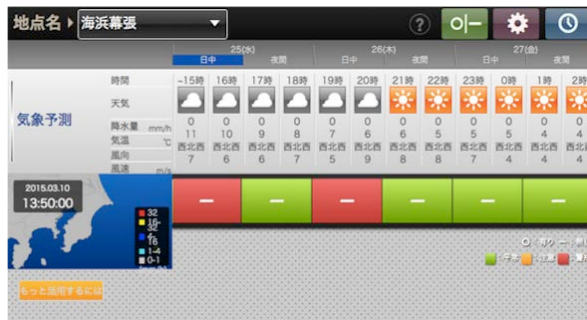 地点名 海浜幕張 ▼ ? ○|−
25(水) 26(木) 27(金)
日中 夜間 日中 夜間 日中 夜間
時間 −15時 16時 17時 18時 19時 20時 21時 22時 23時 0時 1時 2時
天気
気象予測
降水量 mm/h 0 0 0 0 0 0 0 0 0 0 0 0
気温 ℃ 11 10 9 8 7 6 6 5 5 5 4 4
風向 西北西 西北西 西北西 西北西 西北西 西北西 西北西 西北西 西北西 西北西 西北西
風速 m/s 7 6 6 7 5 9 8 8 7 4 4 4
2015.03.10
13:50:00
32
16-32
4-16
1-4
0-1
− − − − − −
もっと活用するには